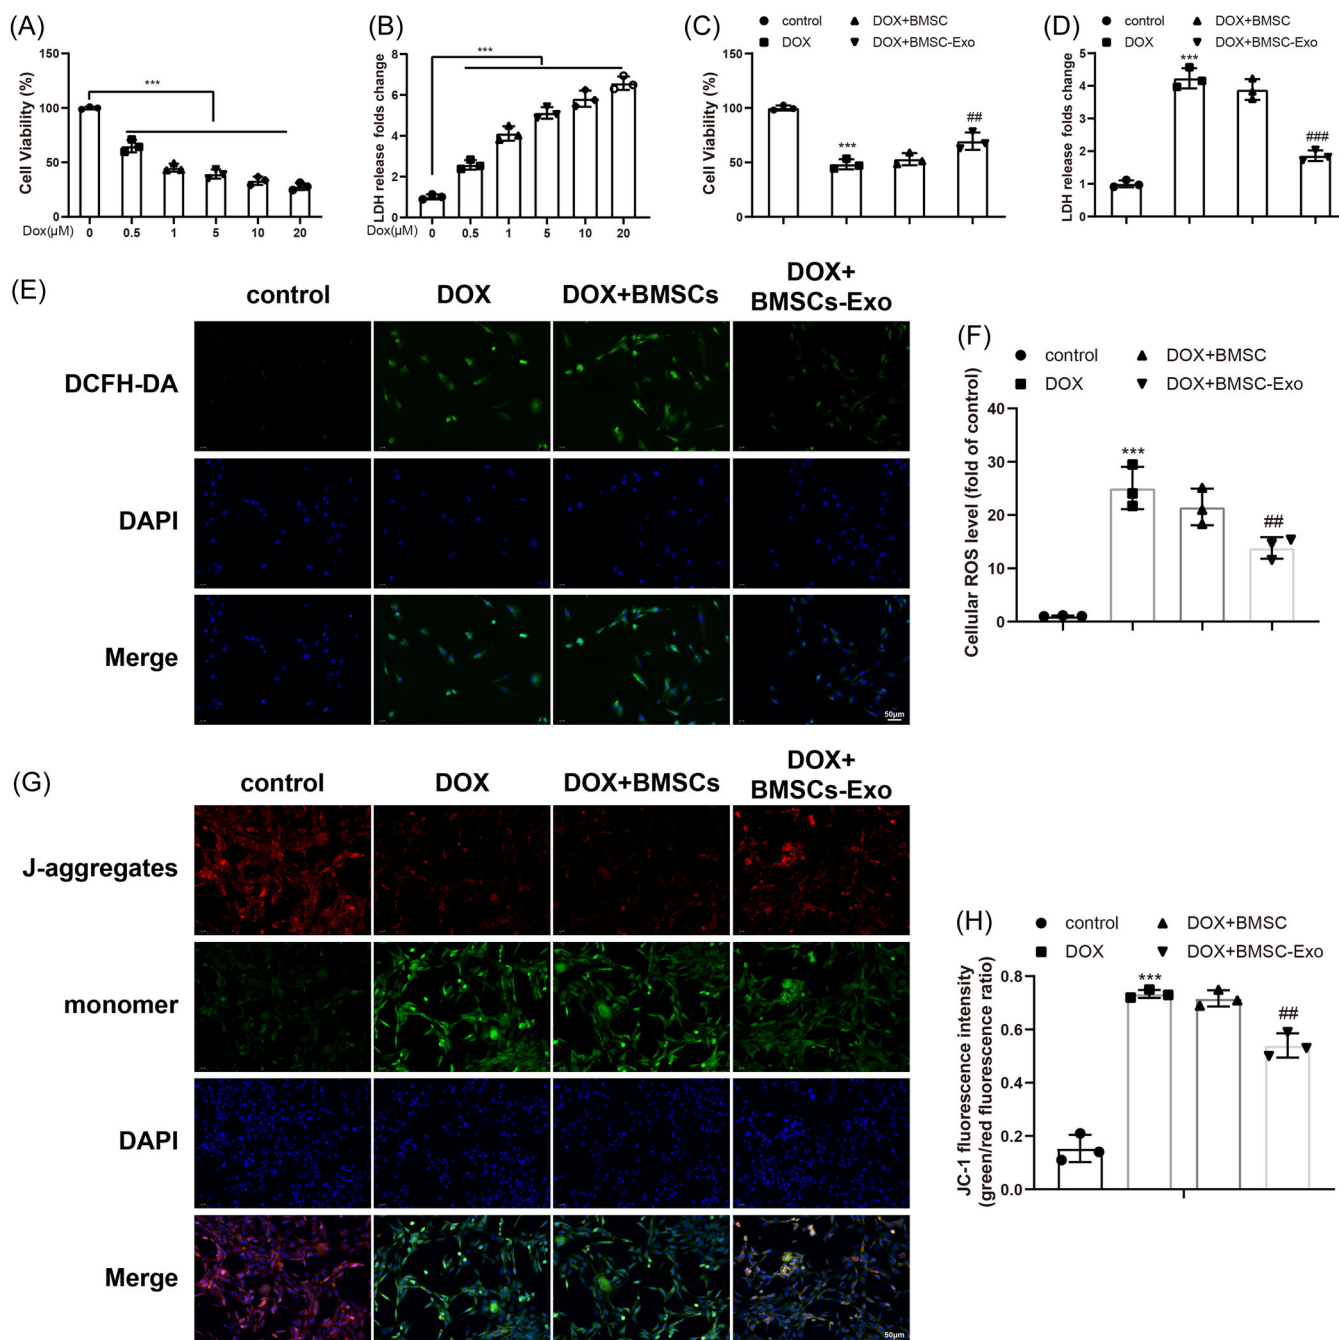 (A)
Cell Viability (%)
150
100
50
0
***
Dox(μM) 0 0.5 1 5 10 20
(B)
LDH release folds change
8
6
4
2
0
***
Dox(μM) 0 0.5 1 5 10 20
(C)
control DOX+BMSC
DOX DOX+BMSC-Exo
Cell Viability (%)
150
100
50
0
***
##
(D)
control DOX+BMSC
DOX DOX+BMSC-Exo
LDH release folds change
5
4
3
2
1
0
***
###
(E)
control DOX DOX+BMSCs DOX+
BMSCs-Exo
DCFH-DA
DAPI
Merge
50μm
(F)
control DOX+BMSC
DOX DOX+BMSC-Exo
Cellular ROS level (fold of control)
40
30
20
10
0
***
##
(G)
control DOX DOX+BMSCs DOX+
BMSCs-Exo
J-aggregates
monomer
DAPI
Merge
50μm
(H)
control DOX+BMSC
DOX DOX+BMSC-Exo
JC-1 fluorescence intensity
(green/red fluorescence ratio)
0.8
0.6
0.4
0.2
0.0
***
##